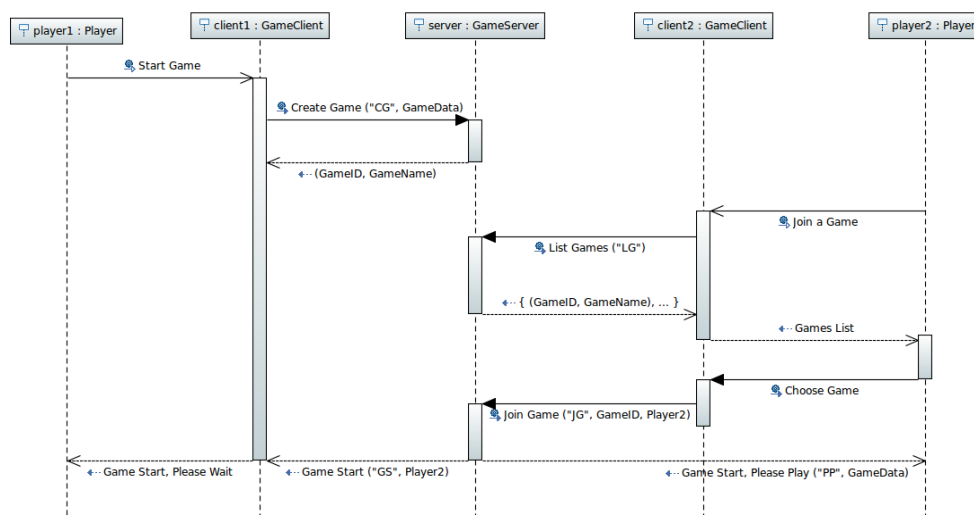 player1 : Player
client1 : GameClient
server : GameServer
client2 : GameClient
player2 : Player
Start Game
Create Game ("CG", GameData)
(GameID, GameName)
Join a Game
List Games ("LG")
{ (GameID, GameName), ... }
Games List
Choose Game
Join Game ("JG", GameID, Player2)
Game Start, Please Wait
Game Start ("GS", Player2)
Game Start, Please Play ("PP", GameData)